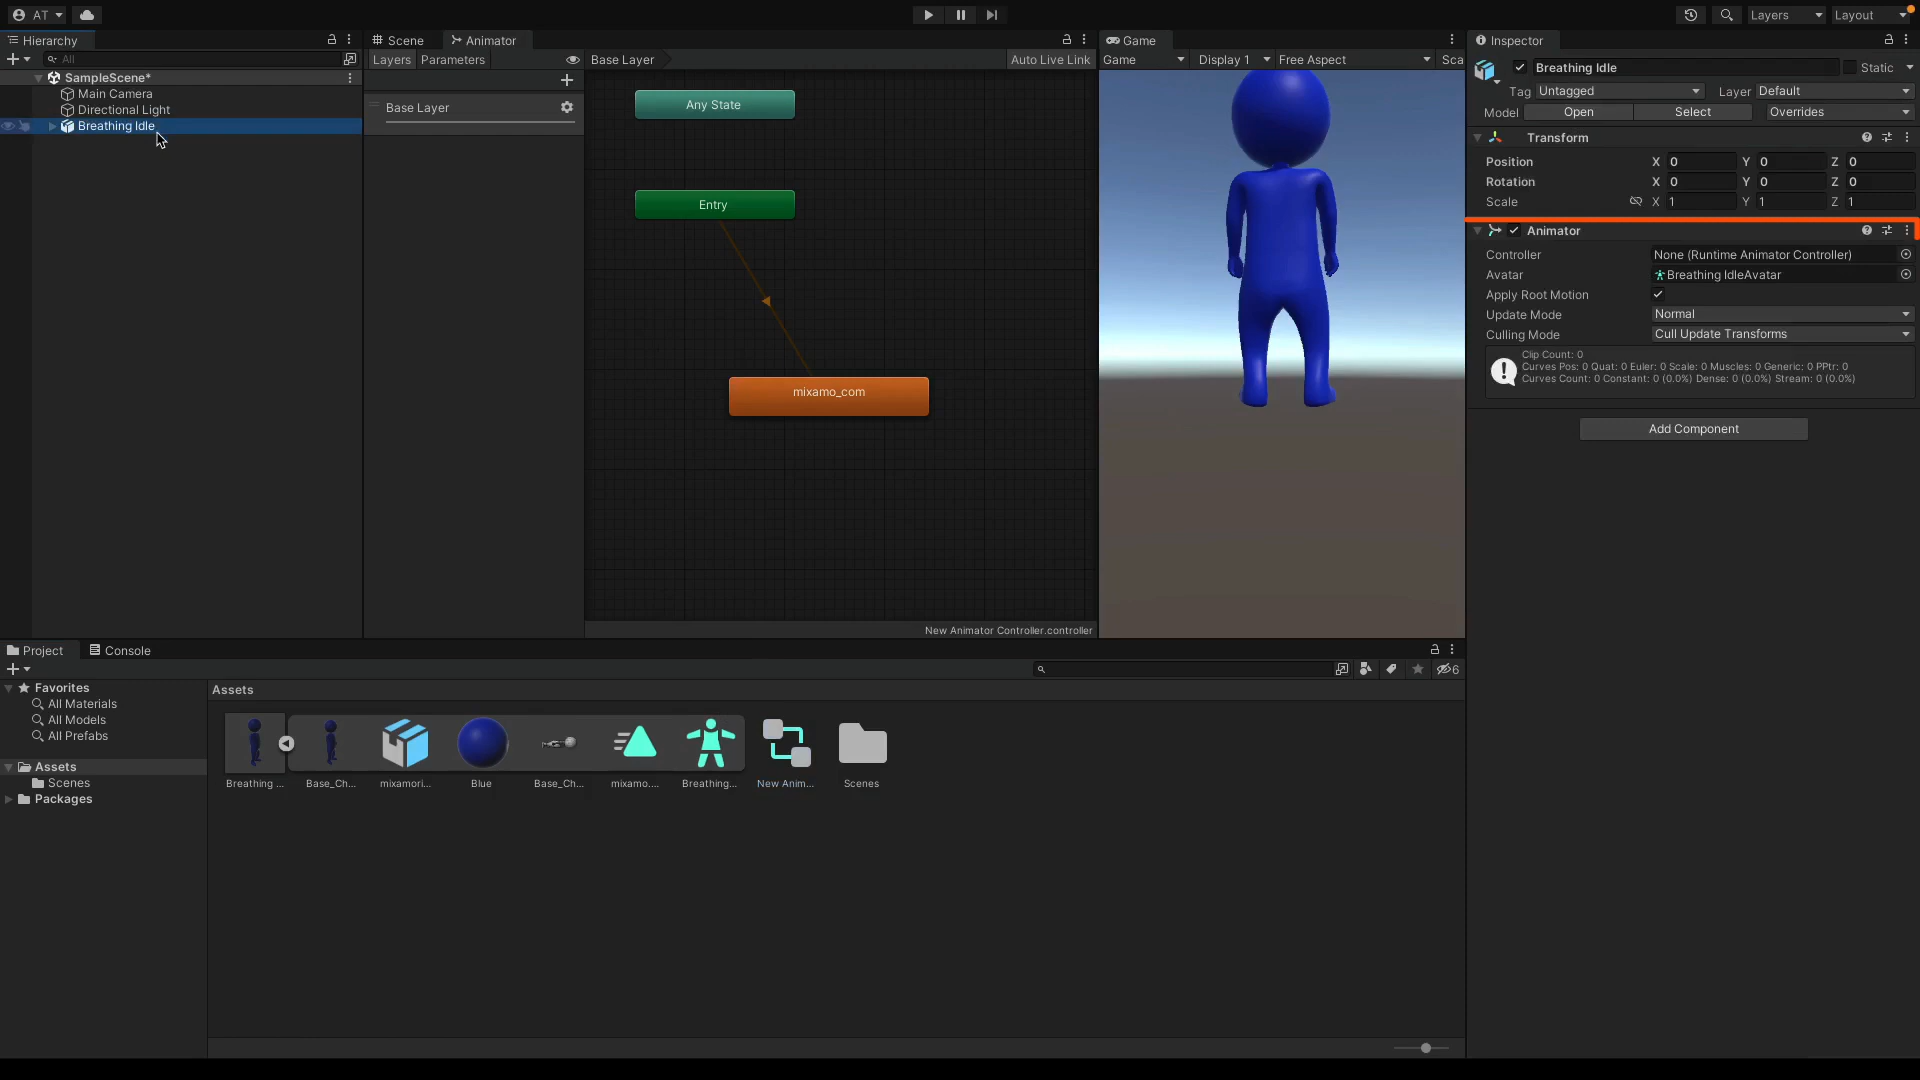 AT
Layers
Layout
Hierarchy
All
SampleScene*
Main Camera
Directional Light
Breathing Idle
Scene
Animator
Layers
Parameters
Base Layer
Base Layer
Auto Live Link
Any State
Entry
mixamo_com
New Animator Controller.controller
Game
Game
Display 1
Free Aspect
Sca
Inspector
Breathing Idle
Static
Tag
Untagged
Layer
Default
Model
Open
Select
Overrides
Transform
Position
X 0 Y 0 Z 0
Rotation
X 0 Y 0 Z 0
Scale
X 1 Y 1 Z 1
Animator
Controller
None (Runtime Animator Controller)
Avatar
Breathing IdleAvatar
Apply Root Motion
Update Mode
Normal
Culling Mode
Cull Update Transforms
Clip Count: 0
Curves Pos: 0 Quat: 0 Euler: 0 Scale: 0 Muscles: 0 Generic: 0 PPtr: 0
Curves Count: 0 Constant: 0 (0.0%) Dense: 0 (0.0%) Stream: 0 (0.0%)
Add Component
Project
Console
6
Favorites
All Materials
All Models
All Prefabs
Assets
Scenes
Packages
Assets
Breathing ...
Base_Ch...
mixamori...
Blue
Base_Ch...
mixamo....
Breathing...
New Anim...
Scenes